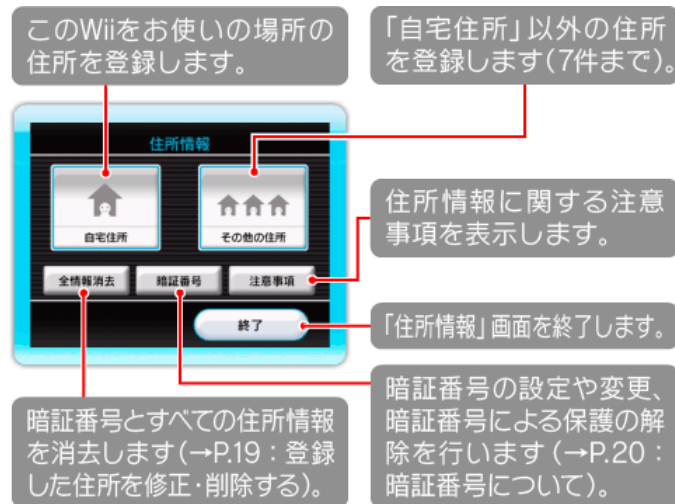 このWiiをお使いの場所の
住所を登録します。
「自宅住所」以外の住所
を登録します(7件まで)。
住所情報
自宅住所
その他の住所
全情報消去
暗証番号
注意事項
終了
住所情報に関する注意
事項を表示します。
「住所情報」画面を終了します。
暗証番号とすべての住所情報
を消去します(→P.19：登録
した住所を修正・削除する)。
暗証番号の設定や変更、
暗証番号による保護の解
除を行います(→P.20：
暗証番号について)。